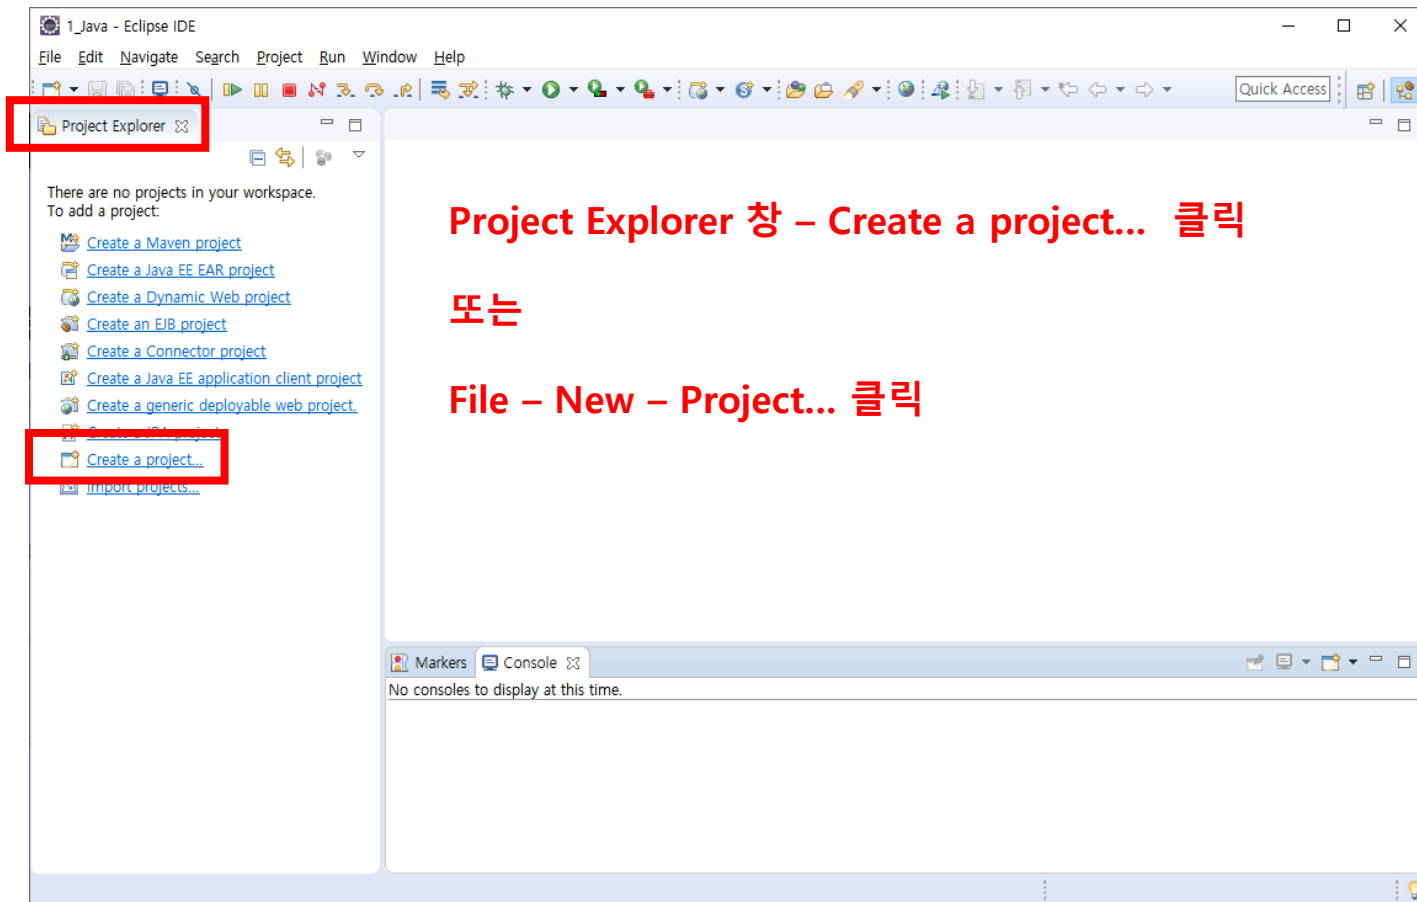 1_Java - Eclipse IDE
File Edit Navigate Search Project Run Window Help
Quick Access
Project Explorer
There are no projects in your workspace.
To add a project:
Create a Maven project
Create a Java EE EAR project
Create a Dynamic Web project
Create an EJB project
Create a Connector project
Create a Java EE application client project
Create a generic deployable web project.
Create a JPA project
Create a project...
Import projects...
Project Explorer 창 – Create a project... 클릭
또는
File – New – Project... 클릭
Markers Console
No consoles to display at this time.